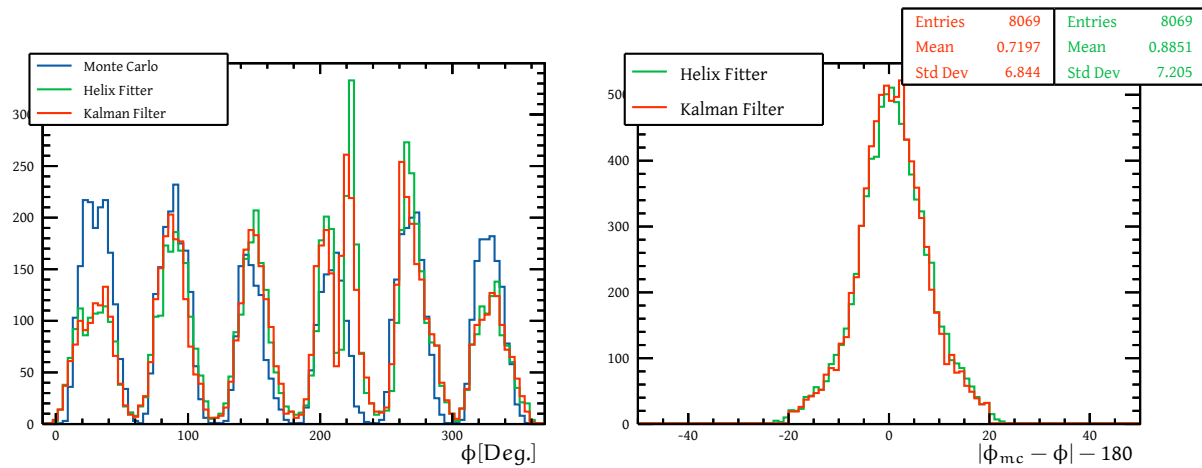 Monte Carlo
Helix Fitter
Kalman Filter
300
250
200
150
100
50
0
0 100 200 300
ϕ[Deg.]
Entries 8069
Mean 0.7197
Std Dev 6.844
Entries 8069
Mean 0.8851
Std Dev 7.205
Helix Fitter
Kalman Filter
500
400
300
200
100
0
-40 -20 0 20 40
|ϕmc − ϕ| − 180